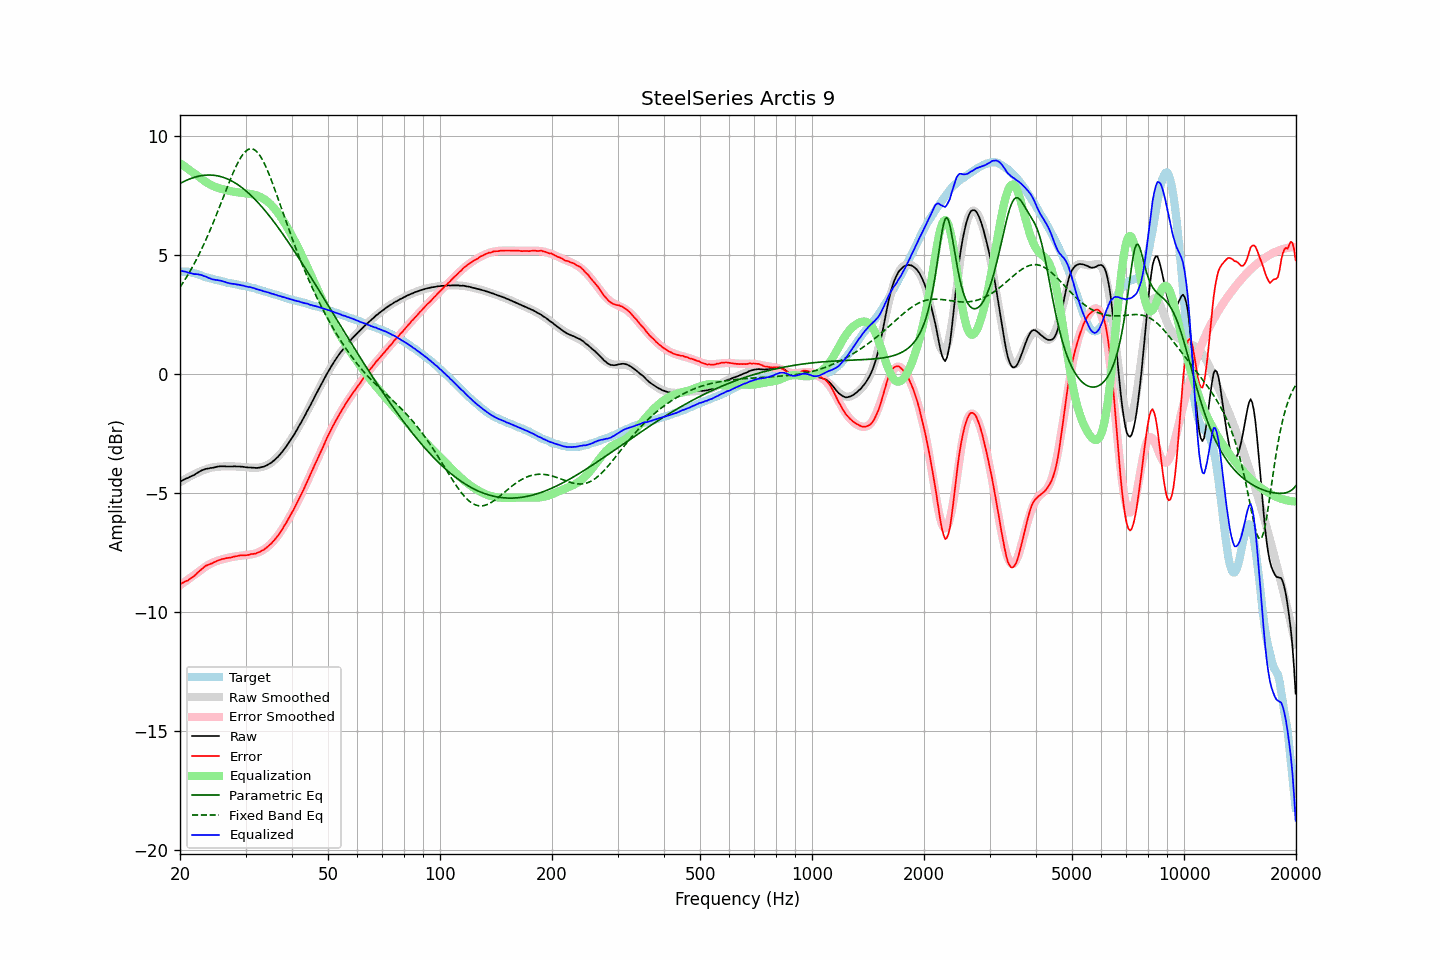 SteelSeries Arctis 9
10
5
0
−5
−10
−15
−20
Amplitude (dBr)
Target
Raw Smoothed
Error Smoothed
Raw
Error
Equalization
Parametric Eq
Fixed Band Eq
Equalized
20 50 100 200 500 1000 2000 5000 10000 20000
Frequency (Hz)